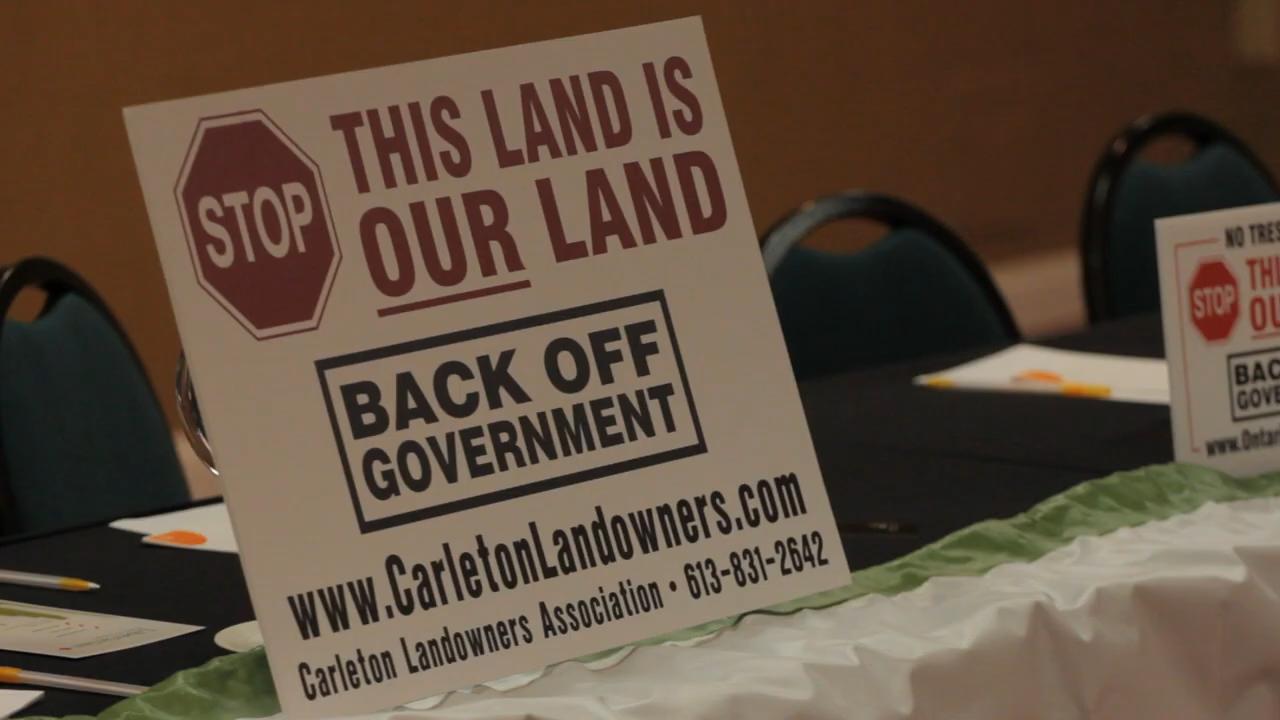 STOP
THIS LAND IS
OUR LAND
BACK OFF
GOVERNMENT
www.CarletonLandowners.com
Carleton Landowners Association • 613-831-2642
NO
STOP